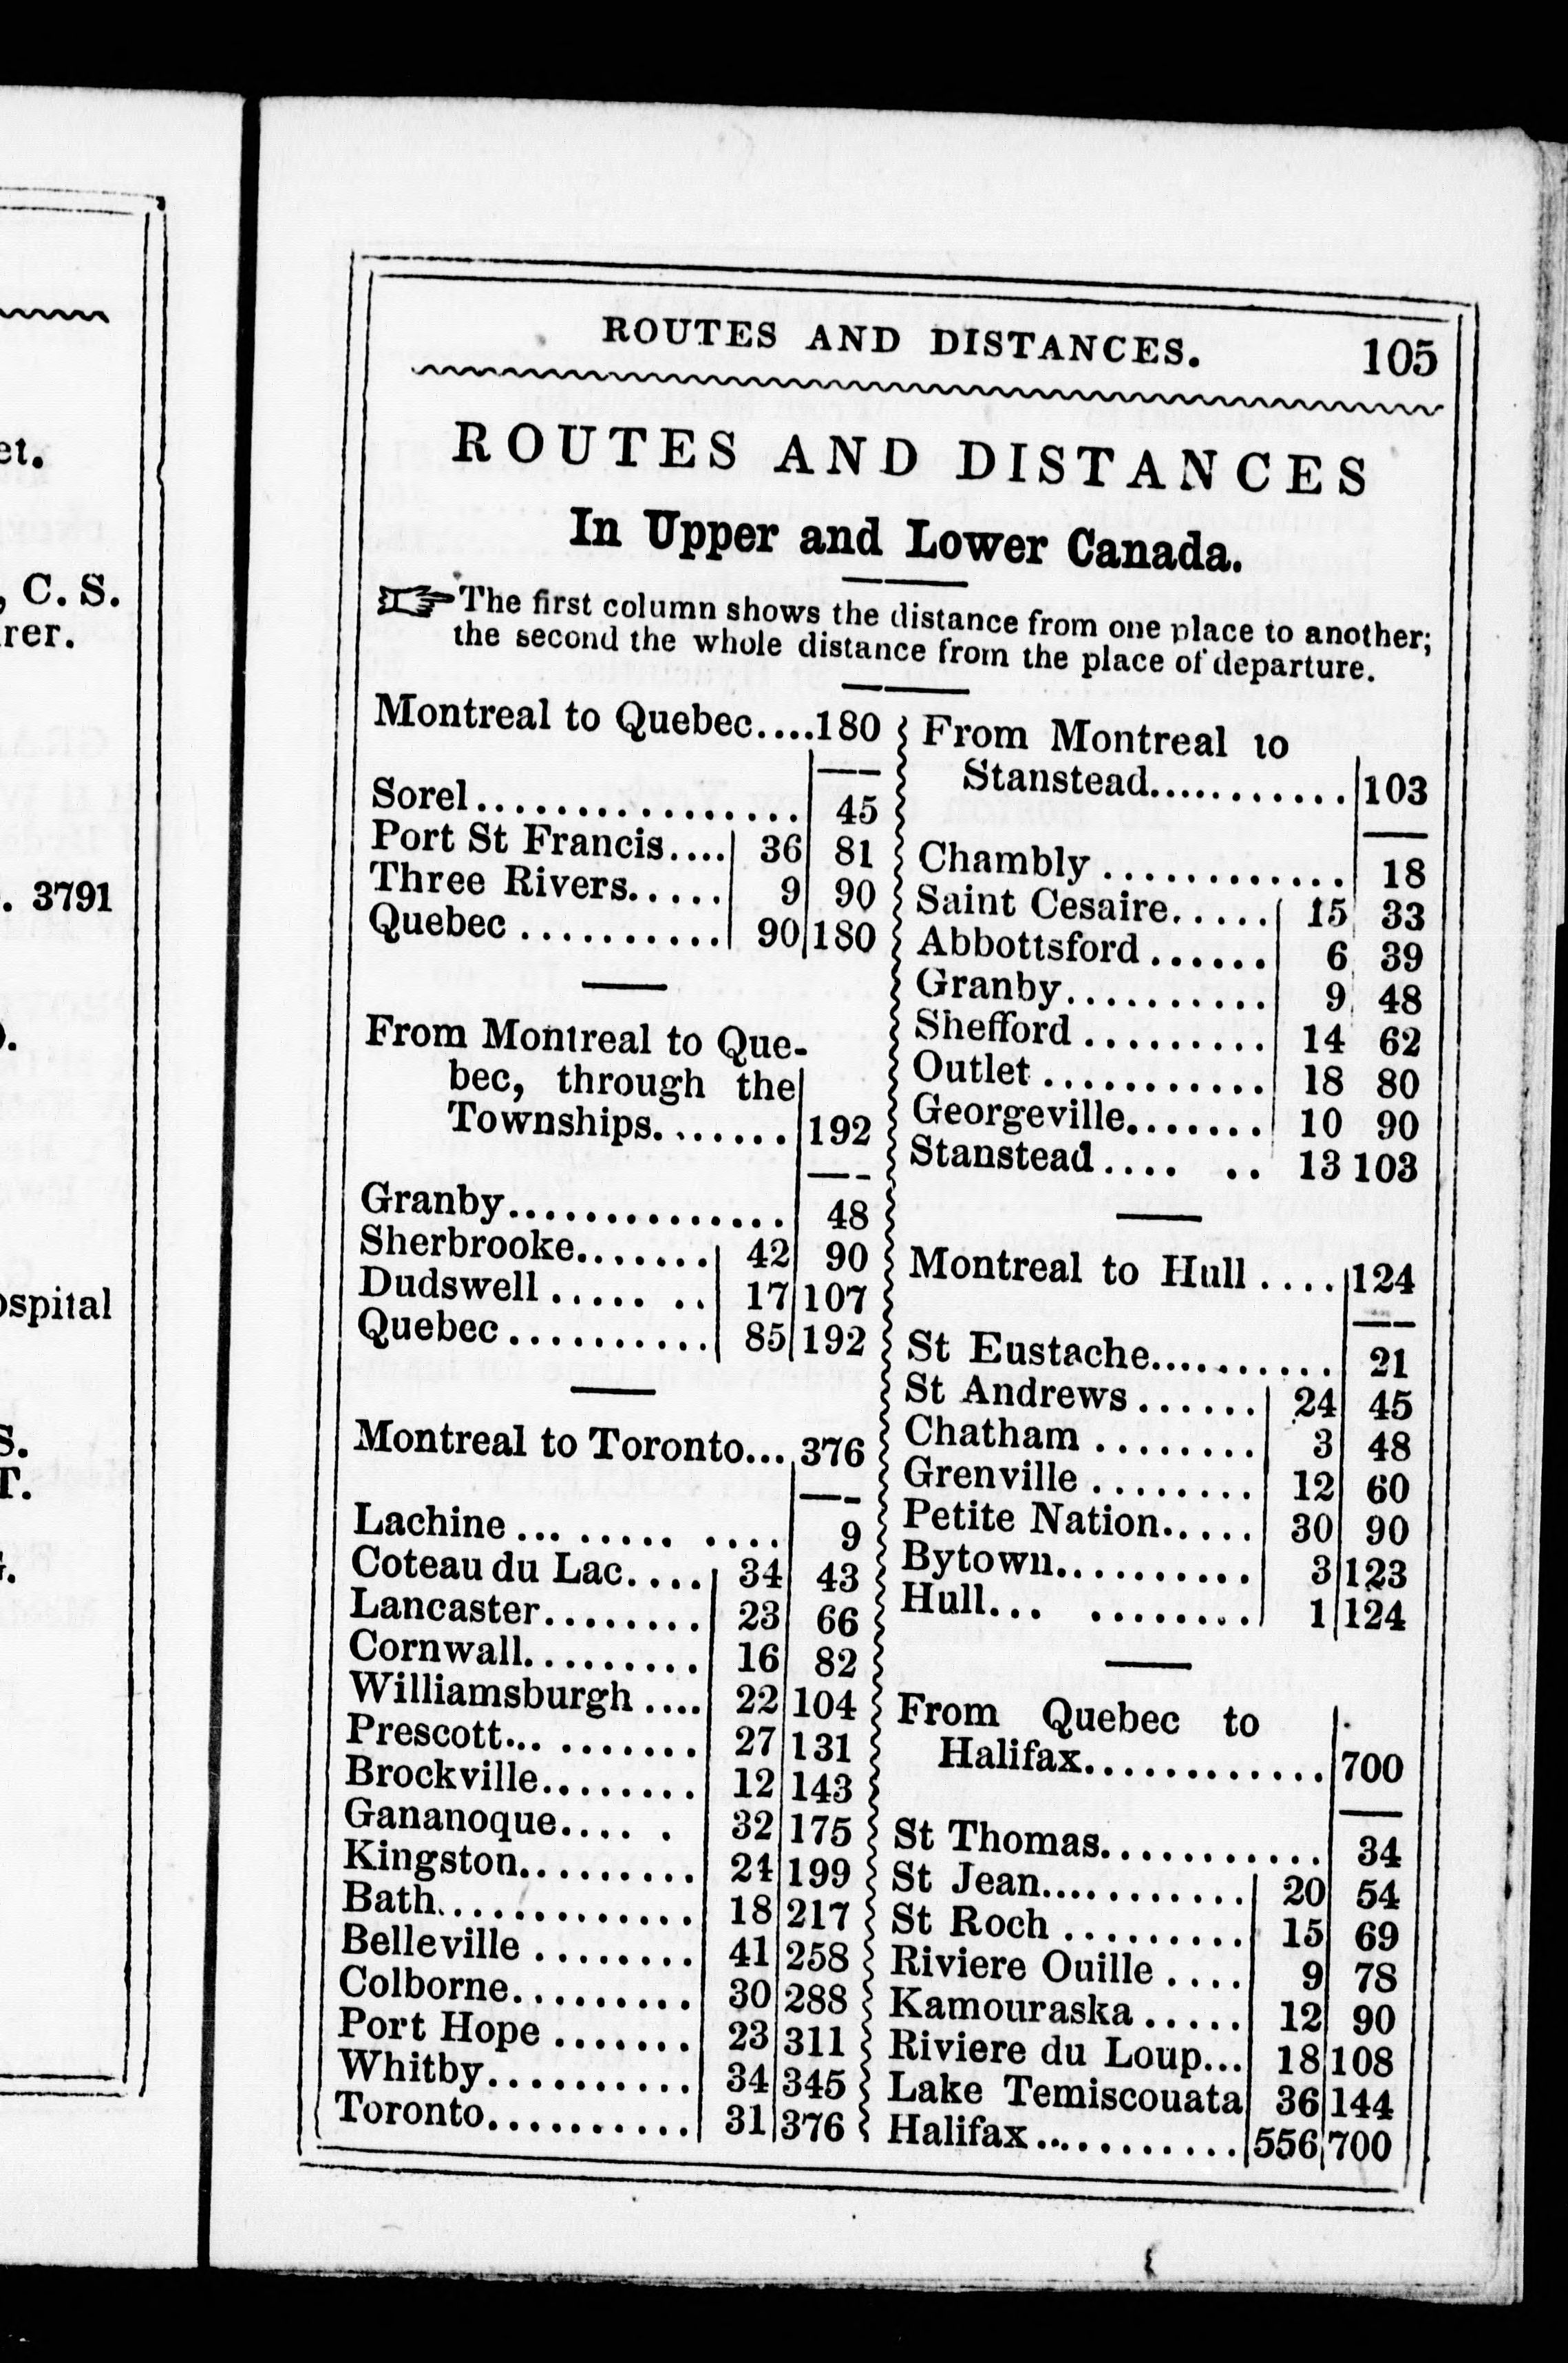 et.
, C. S.
rer.
. 3791
ospital
S.
T.
ROUTES AND DISTANCES. 105
ROUTES AND DISTANCES
In Upper and Lower Canada.
The first column shows the distance from one place to another;
the second the whole distance from the place of departure.
Montreal to Quebec....180
Sorel................. 45
Port St Francis.... 36 81
Three Rivers..... 9 90
Quebec ........... 90 180
From Montreal to Que-
bec, through the
Townships........ 192
Granby............... 48
Sherbrooke....... 42 90
Dudswell ..... .. 17 107
Quebec ........... 85 192
Montreal to Toronto... 376
Lachine ... ..... .... 9
Coteau du Lac.... 34 43
Lancaster........ 23 66
Cornwall......... 16 82
Williamsburgh .... 22 104
Prescott... ....... 27 131
Brockville........ 12 143
Gananoque.... . 32 175
Kingston......... 24 199
Bath............. 18 217
Belleville ........ 41 258
Colborne......... 30 288
Port Hope ....... 23 311
Whitby.......... 34 345
Toronto.......... 31 376
From Montreal to
Stanstead........... 103
Chambly ............. 18
Saint Cesaire..... 15 33
Abbottsford ...... 6 39
Granby.......... 9 48
Shefford ......... 14 62
Outlet ........... 18 80
Georgeville....... 10 90
Stanstead .... .. 13 103
Montreal to Hull .... 124
St Eustache.......... 21
St Andrews ...... 24 45
Chatham ........ 3 48
Grenville ........ 12 60
Petite Nation..... 30 90
Bytown.......... 3 123
Hull... ........ 1 124
From Quebec to
Halifax............. 700
St Thomas............ 34
St Jean........... 20 54
St Roch ......... 15 69
Riviere Ouille .... 9 78
Kamouraska ..... 12 90
Riviere du Loup... 18 108
Lake Temiscouata 36 144
Halifax........... 556 700